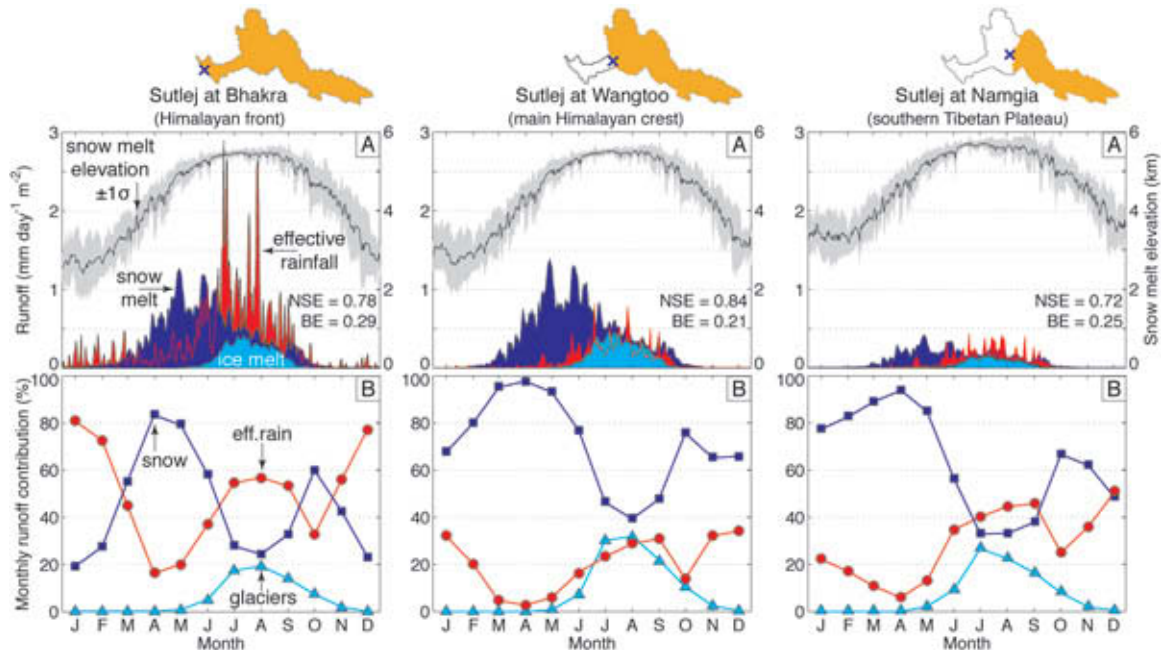 Sutlej at Bhakra
(Himalayan front)
Sutlej at Wangtoo
(main Himalayan crest)
Sutlej at Namgia
(southern Tibetan Plateau)
Runoff (mm day⁻¹ m⁻²)
3
2
1
0
A
snow melt
elevation
±1σ
effective
rainfall
snow
melt
NSE = 0.78
BE = 0.29
ice melt
6
4
2
0
3
2
1
0
A
NSE = 0.84
BE = 0.21
6
4
2
0
3
2
1
0
A
NSE = 0.72
BE = 0.25
6
4
2
0
Snow melt elevation (km)
Monthly runoff contribution (%)
100
80
60
40
20
0
B
eff.rain
snow
glaciers
J F M A M J J A S O N D
Month
100
80
60
40
20
0
B
J F M A M J J A S O N D
Month
100
80
60
40
20
0
B
J F M A M J J A S O N D
Month